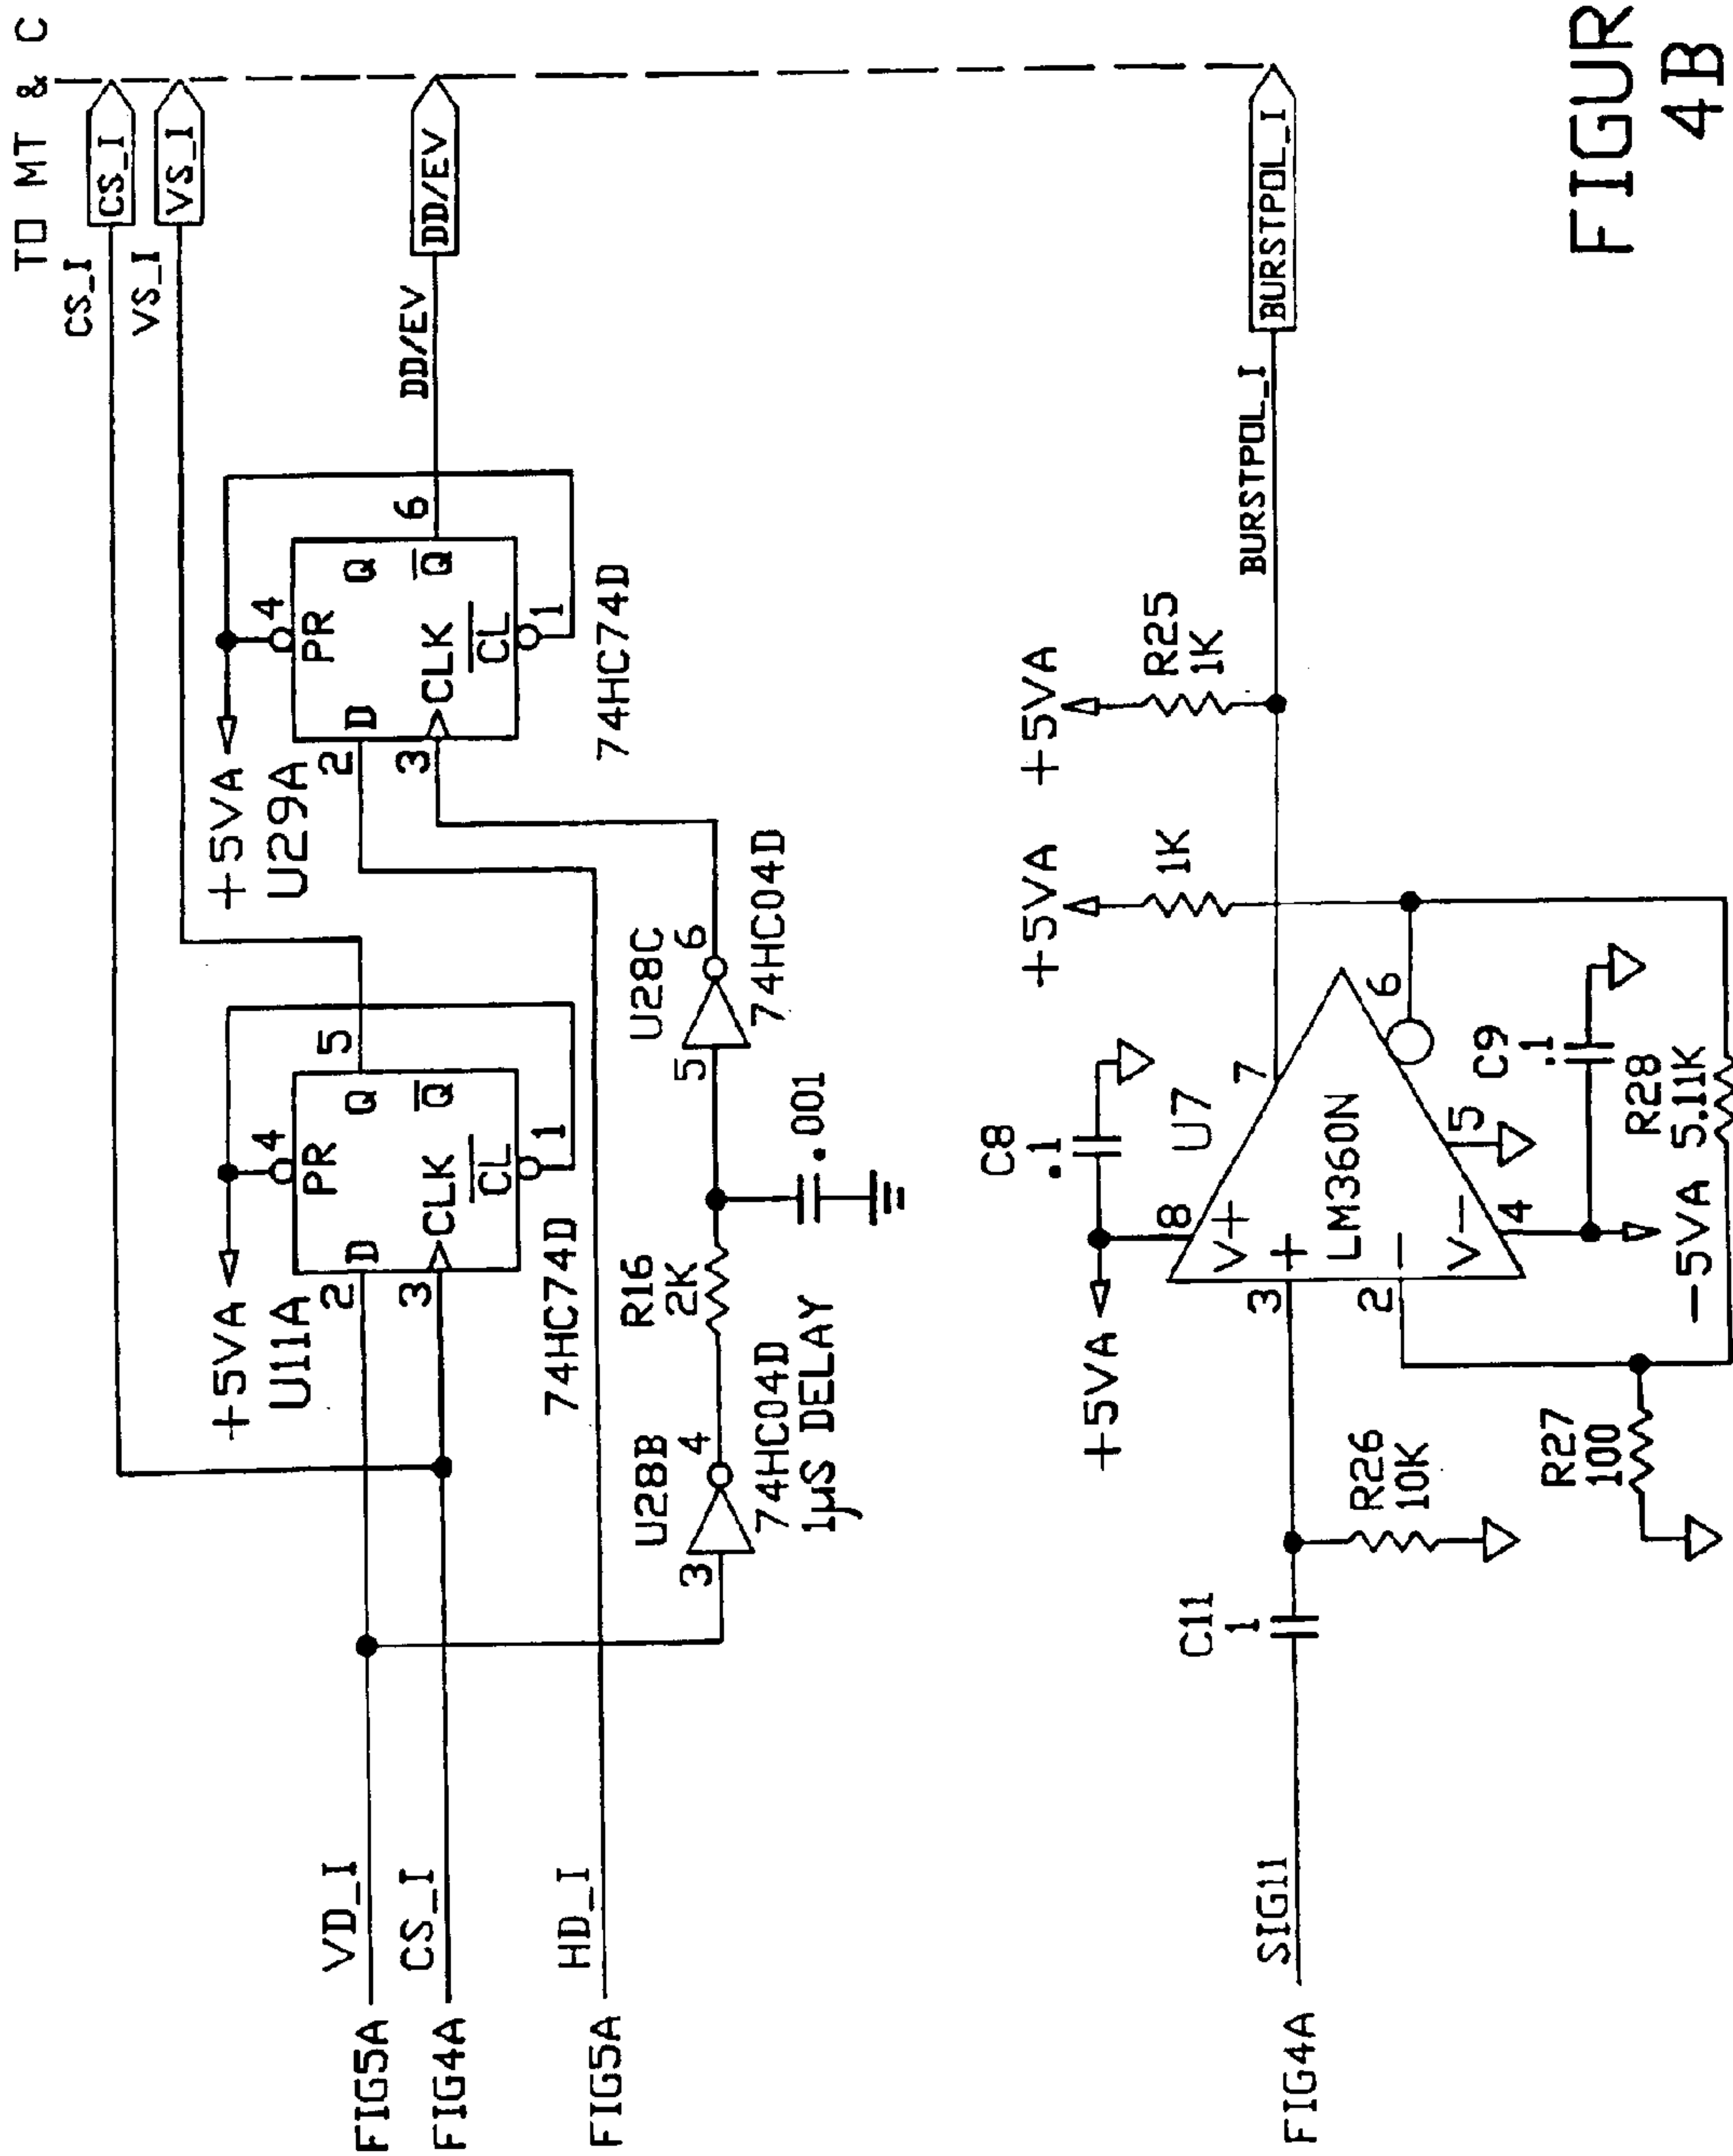 TO MT & C
CS_I
CS_I
VS_I
VS_I
+5VA
U11A
4
PR
2
D
Q
5
3
CLK
Q
CL
1
74HC74D
+5VA
U29A
4
PR
2
D
Q
3
CLK
Q
6
CL
1
74HC74D
DD/EV
DD/EV
FIG5A
VD_I
FIG4A
CS_I
FIG5A
HD_I
U28B
3
4
74HC04D
1µS DELAY
R16
2K
.001
U28C
5
6
74HC04D
+5VA
C8
.1
8
V+
U7
3
+
LM360N
7
2
-
V-
4
5
6
+5VA
1K
+5VA
R25
1K
BURSTPOL_I
BURSTPOL_I
FIG4A
SIG11
C11
1
R26
10K
R27
100
C9
.1
-5VA
R28
5.11K
FIGUR
4B